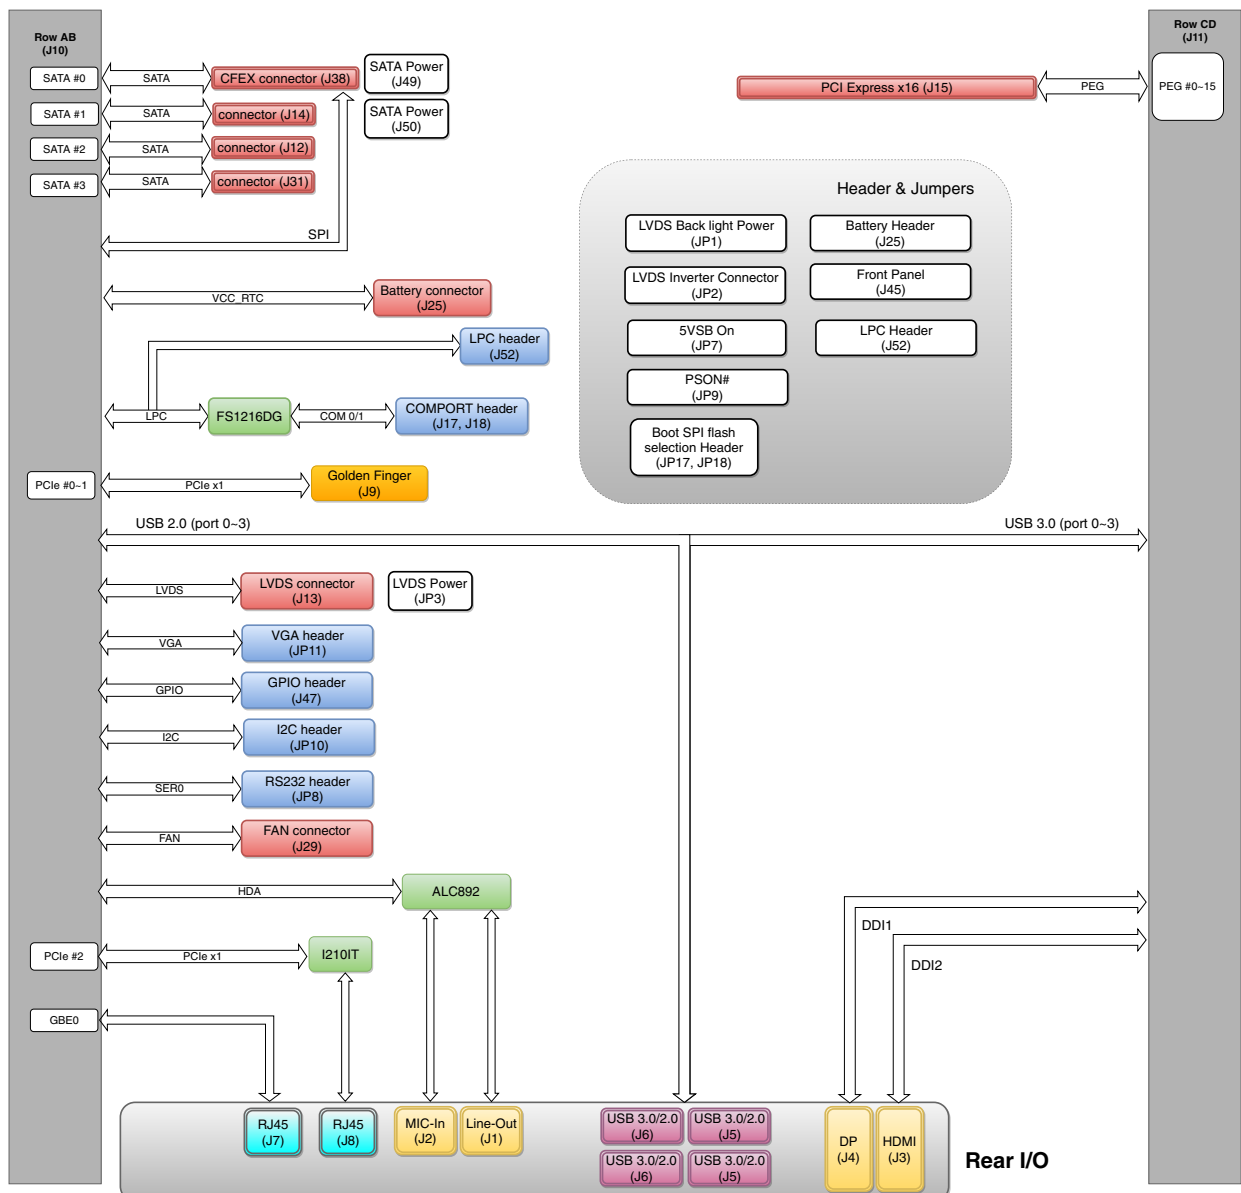 Row AB
(J10)
Row CD
(J11)
SATA #0
SATA
CFEX connector (J38)
SATA Power
(J49)
SATA #1
SATA
connector (J14)
SATA Power
(J50)
SATA #2
SATA
connector (J12)
SATA #3
SATA
connector (J31)
SPI
PCI Express x16 (J15)
PEG
PEG #0~15
Header & Jumpers
LVDS Back light Power
(JP1)
Battery Header
(J25)
LVDS Inverter Connector
(JP2)
Front Panel
(J45)
5VSB On
(JP7)
LPC Header
(J52)
PSON#
(JP9)
Boot SPI flash
selection Header
(JP17, JP18)
VCC_RTC
Battery connector
(J25)
LPC header
(J52)
LPC
FS1216DG
COM 0/1
COMPORT header
(J17, J18)
PCIe #0~1
PCIe x1
Golden Finger
(J9)
USB 2.0 (port 0~3)
USB 3.0 (port 0~3)
LVDS
LVDS connector
(J13)
LVDS Power
(JP3)
VGA
VGA header
(JP11)
GPIO
GPIO header
(J47)
I2C
I2C header
(JP10)
SER0
RS232 header
(JP8)
FAN
FAN connector
(J29)
HDA
ALC892
DDI1
DDI2
PCIe #2
PCIe x1
I210IT
GBE0
RJ45
(J7)
RJ45
(J8)
MIC-In
(J2)
Line-Out
(J1)
USB 3.0/2.0
(J6)
USB 3.0/2.0
(J5)
USB 3.0/2.0
(J6)
USB 3.0/2.0
(J5)
DP
(J4)
HDMI
(J3)
Rear I/O